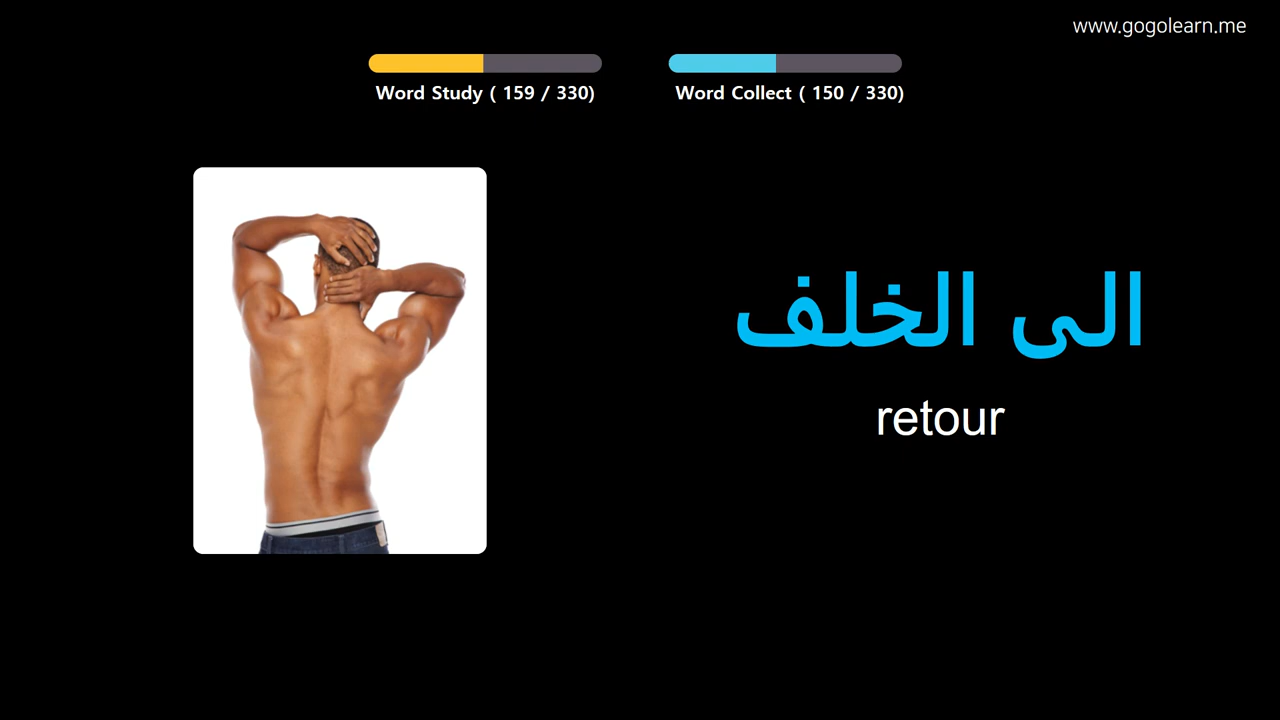 www.gogolearn.me
Word Study ( 159 / 330)
Word Collect ( 150 / 330)
الى الخلف
retour